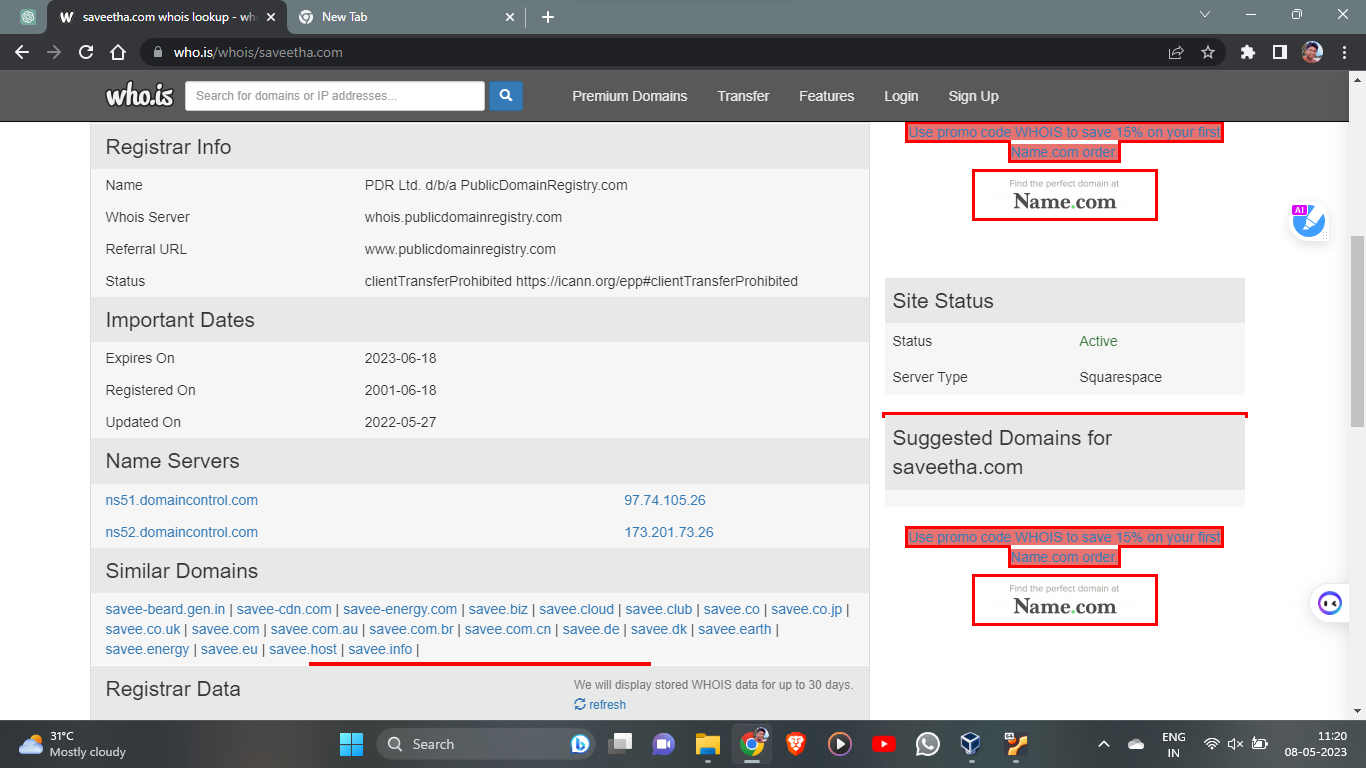 saveetha.com whois lookup - wh
New Tab
who.is/whois/saveetha.com
who.is
Search for domains or IP addresses...
Premium Domains
Transfer
Features
Login
Sign Up
Registrar Info
Name PDR Ltd. d/b/a PublicDomainRegistry.com
Whois Server whois.publicdomainregistry.com
Referral URL www.publicdomainregistry.com
Status clientTransferProhibited https://icann.org/epp#clientTransferProhibited
Important Dates
Expires On 2023-06-18
Registered On 2001-06-18
Updated On 2022-05-27
Name Servers
ns51.domaincontrol.com 97.74.105.26
ns52.domaincontrol.com 173.201.73.26
Similar Domains
savee-beard.gen.in | savee-cdn.com | savee-energy.com | savee.biz | savee.cloud | savee.club | savee.co | savee.co.jp |
savee.co.uk | savee.com | savee.com.au | savee.com.br | savee.com.cn | savee.de | savee.dk | savee.earth |
savee.energy | savee.eu | savee.host | savee.info |
Registrar Data
We will display stored WHOIS data for up to 30 days.
refresh
Use promo code WHOIS to save 15% on your first
Name.com order.
Find the perfect domain at
Name.com
AI
Site Status
Status Active
Server Type Squarespace
Suggested Domains for
saveetha.com
Use promo code WHOIS to save 15% on your first
Name.com order.
Find the perfect domain at
Name.com
31°C
Mostly cloudy
Search
ENG
IN
11:20
08-05-2023